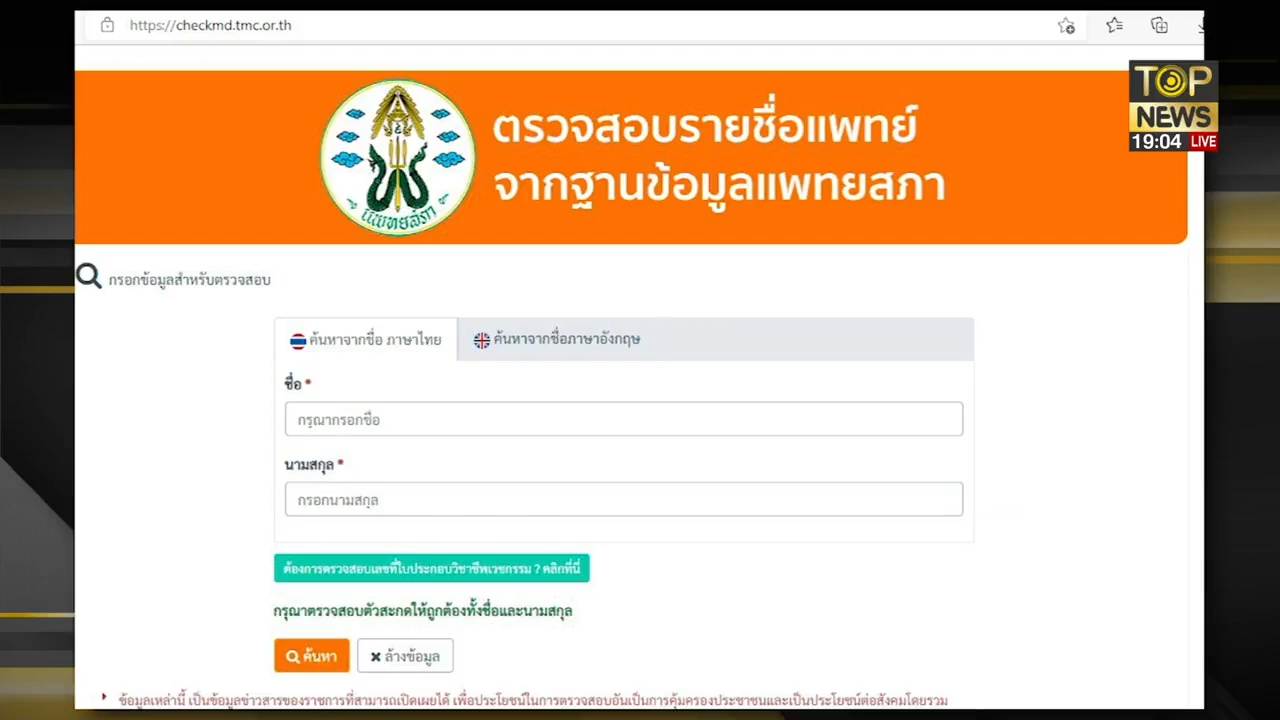 https://checkmd.tmc.or.th
TOP
NEWS
19:04 LIVE
ตรวจสอบรายชื่อแพทย์
จากฐานข้อมูลแพทยสภา
แพทยสภา
กรอกข้อมูลสำหรับตรวจสอบ
ค้นหาจากชื่อ ภาษาไทย
ค้นหาจากชื่อภาษาอังกฤษ
ชื่อ *
กรุณากรอกชื่อ
นามสกุล *
กรอกนามสกุล
ต้องการตรวจสอบเลขที่ใบประกอบวิชาชีพเวชกรรม ? คลิกที่นี่
กรุณาตรวจสอบตัวสะกดให้ถูกต้องทั้งชื่อและนามสกุล
ค้นหา
ล้างข้อมูล
ข้อมูลเหล่านี้ เป็นข้อมูลข่าวสารของราชการที่สามารถเปิดเผยได้ เพื่อประโยชน์ในการตรวจสอบอันเป็นการคุ้มครองประชาชนและเป็นประโยชน์ต่อสังคมโดยรวม